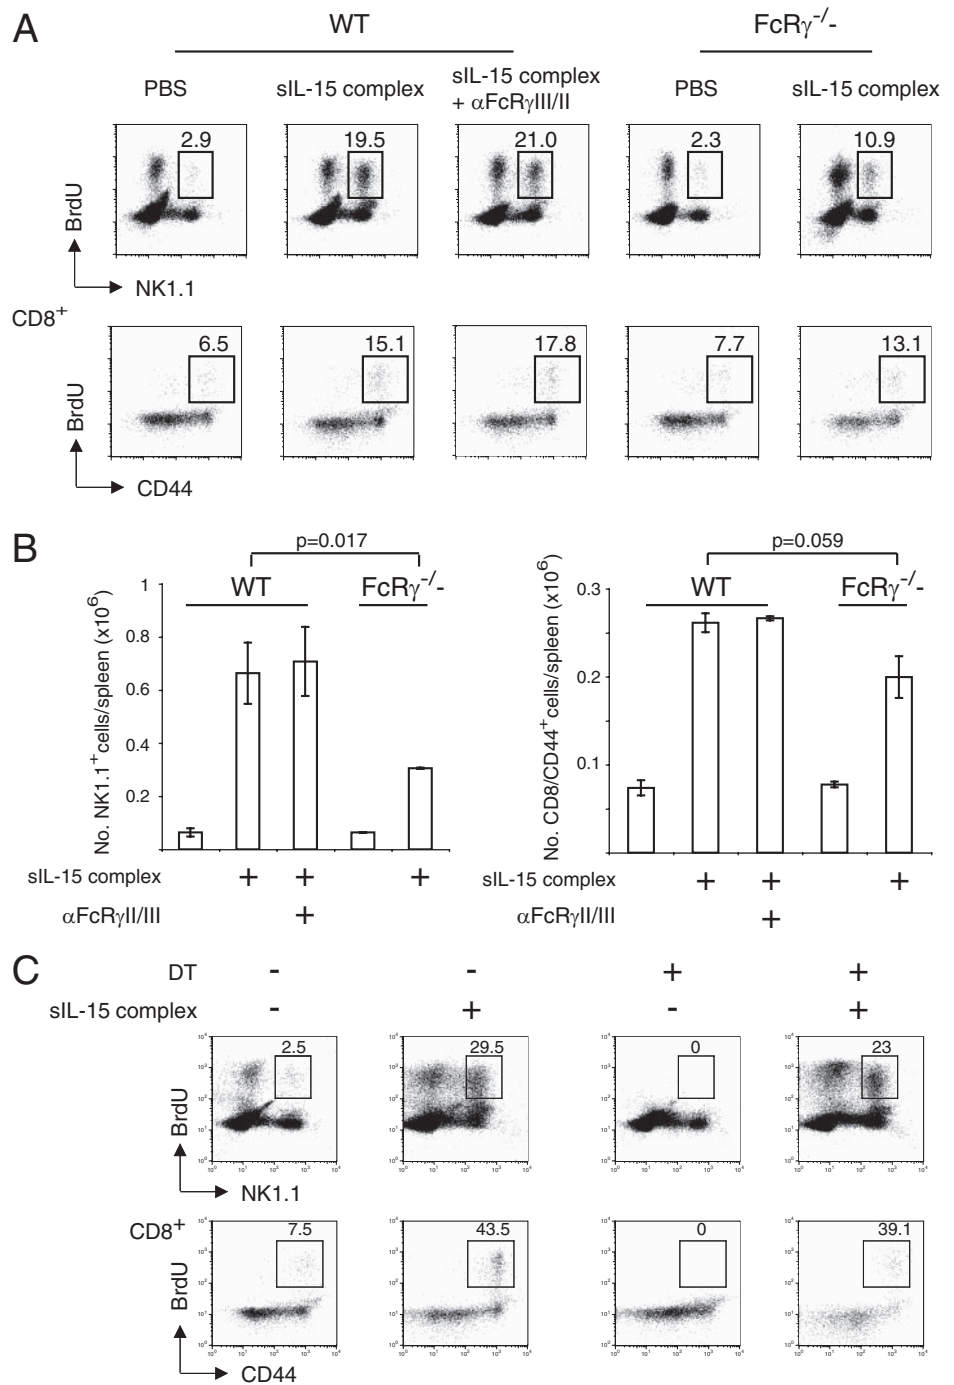 A
WT
FcRγ-/-
PBS
sIL-15 complex
sIL-15 complex
+ αFcRγIII/II
PBS
sIL-15 complex
2.9
19.5
21.0
2.3
10.9
BrdU
NK1.1
CD8+
6.5
15.1
17.8
7.7
13.1
BrdU
CD44
B
p=0.017
WT
FcRγ-/-
No. NK1.1+cells/spleen (x10^6)
1
0.8
0.6
0.4
0.2
sIL-15 complex + + +
αFcRγII/III +
p=0.059
WT
FcRγ-/-
No. CD8/CD44+cells/spleen (x10^6)
0.3
0.2
0.1
sIL-15 complex + + +
αFcRγII/III +
C
DT - - + +
sIL-15 complex - + - +
2.5
29.5
0
23
BrdU
NK1.1
CD8+
7.5
43.5
0
39.1
BrdU
CD44